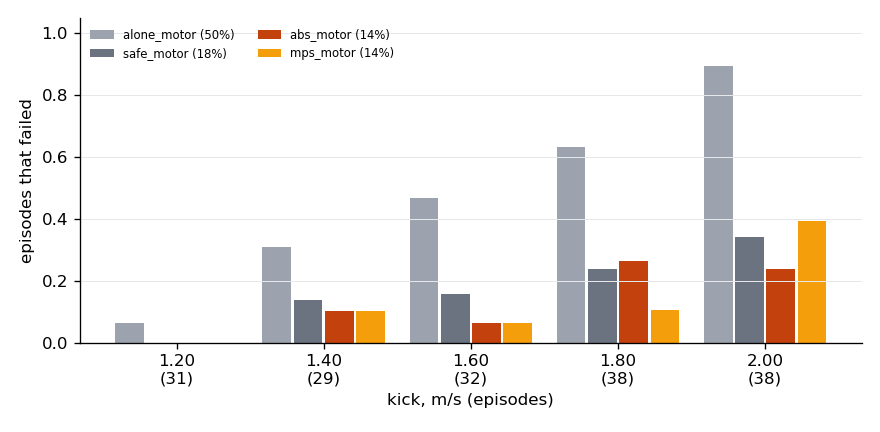 alone_motor (50%)
safe_motor (18%)
abs_motor (14%)
mps_motor (14%)
episodes that failed
1.0
0.8
0.6
0.4
0.2
0.0
1.20 1.40 1.60 1.80 2.00
(31) (29) (32) (38) (38)
kick, m/s (episodes)